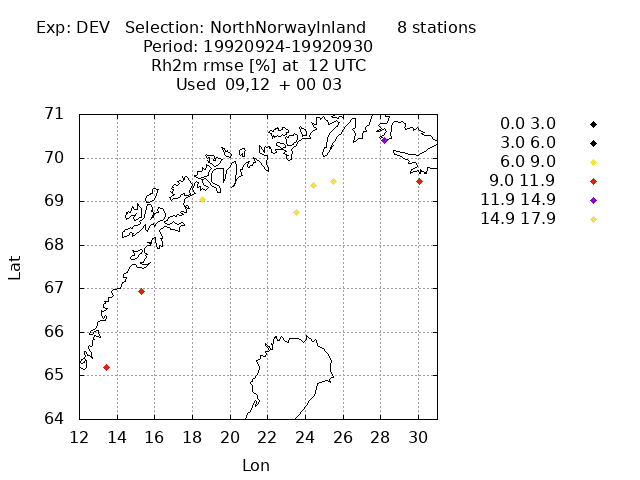 Exp: DEV Selection: NorthNorwayInland 8 stations
Period: 19920924-19920930
Rh2m rmse [%] at 12 UTC
Used 09,12 + 00 03
71
70
69
68
67
66
65
64
12 14 16 18 20 22 24 26 28 30
Lat
Lon
0.0 3.0
3.0 6.0
6.0 9.0
9.0 11.9
11.9 14.9
14.9 17.9